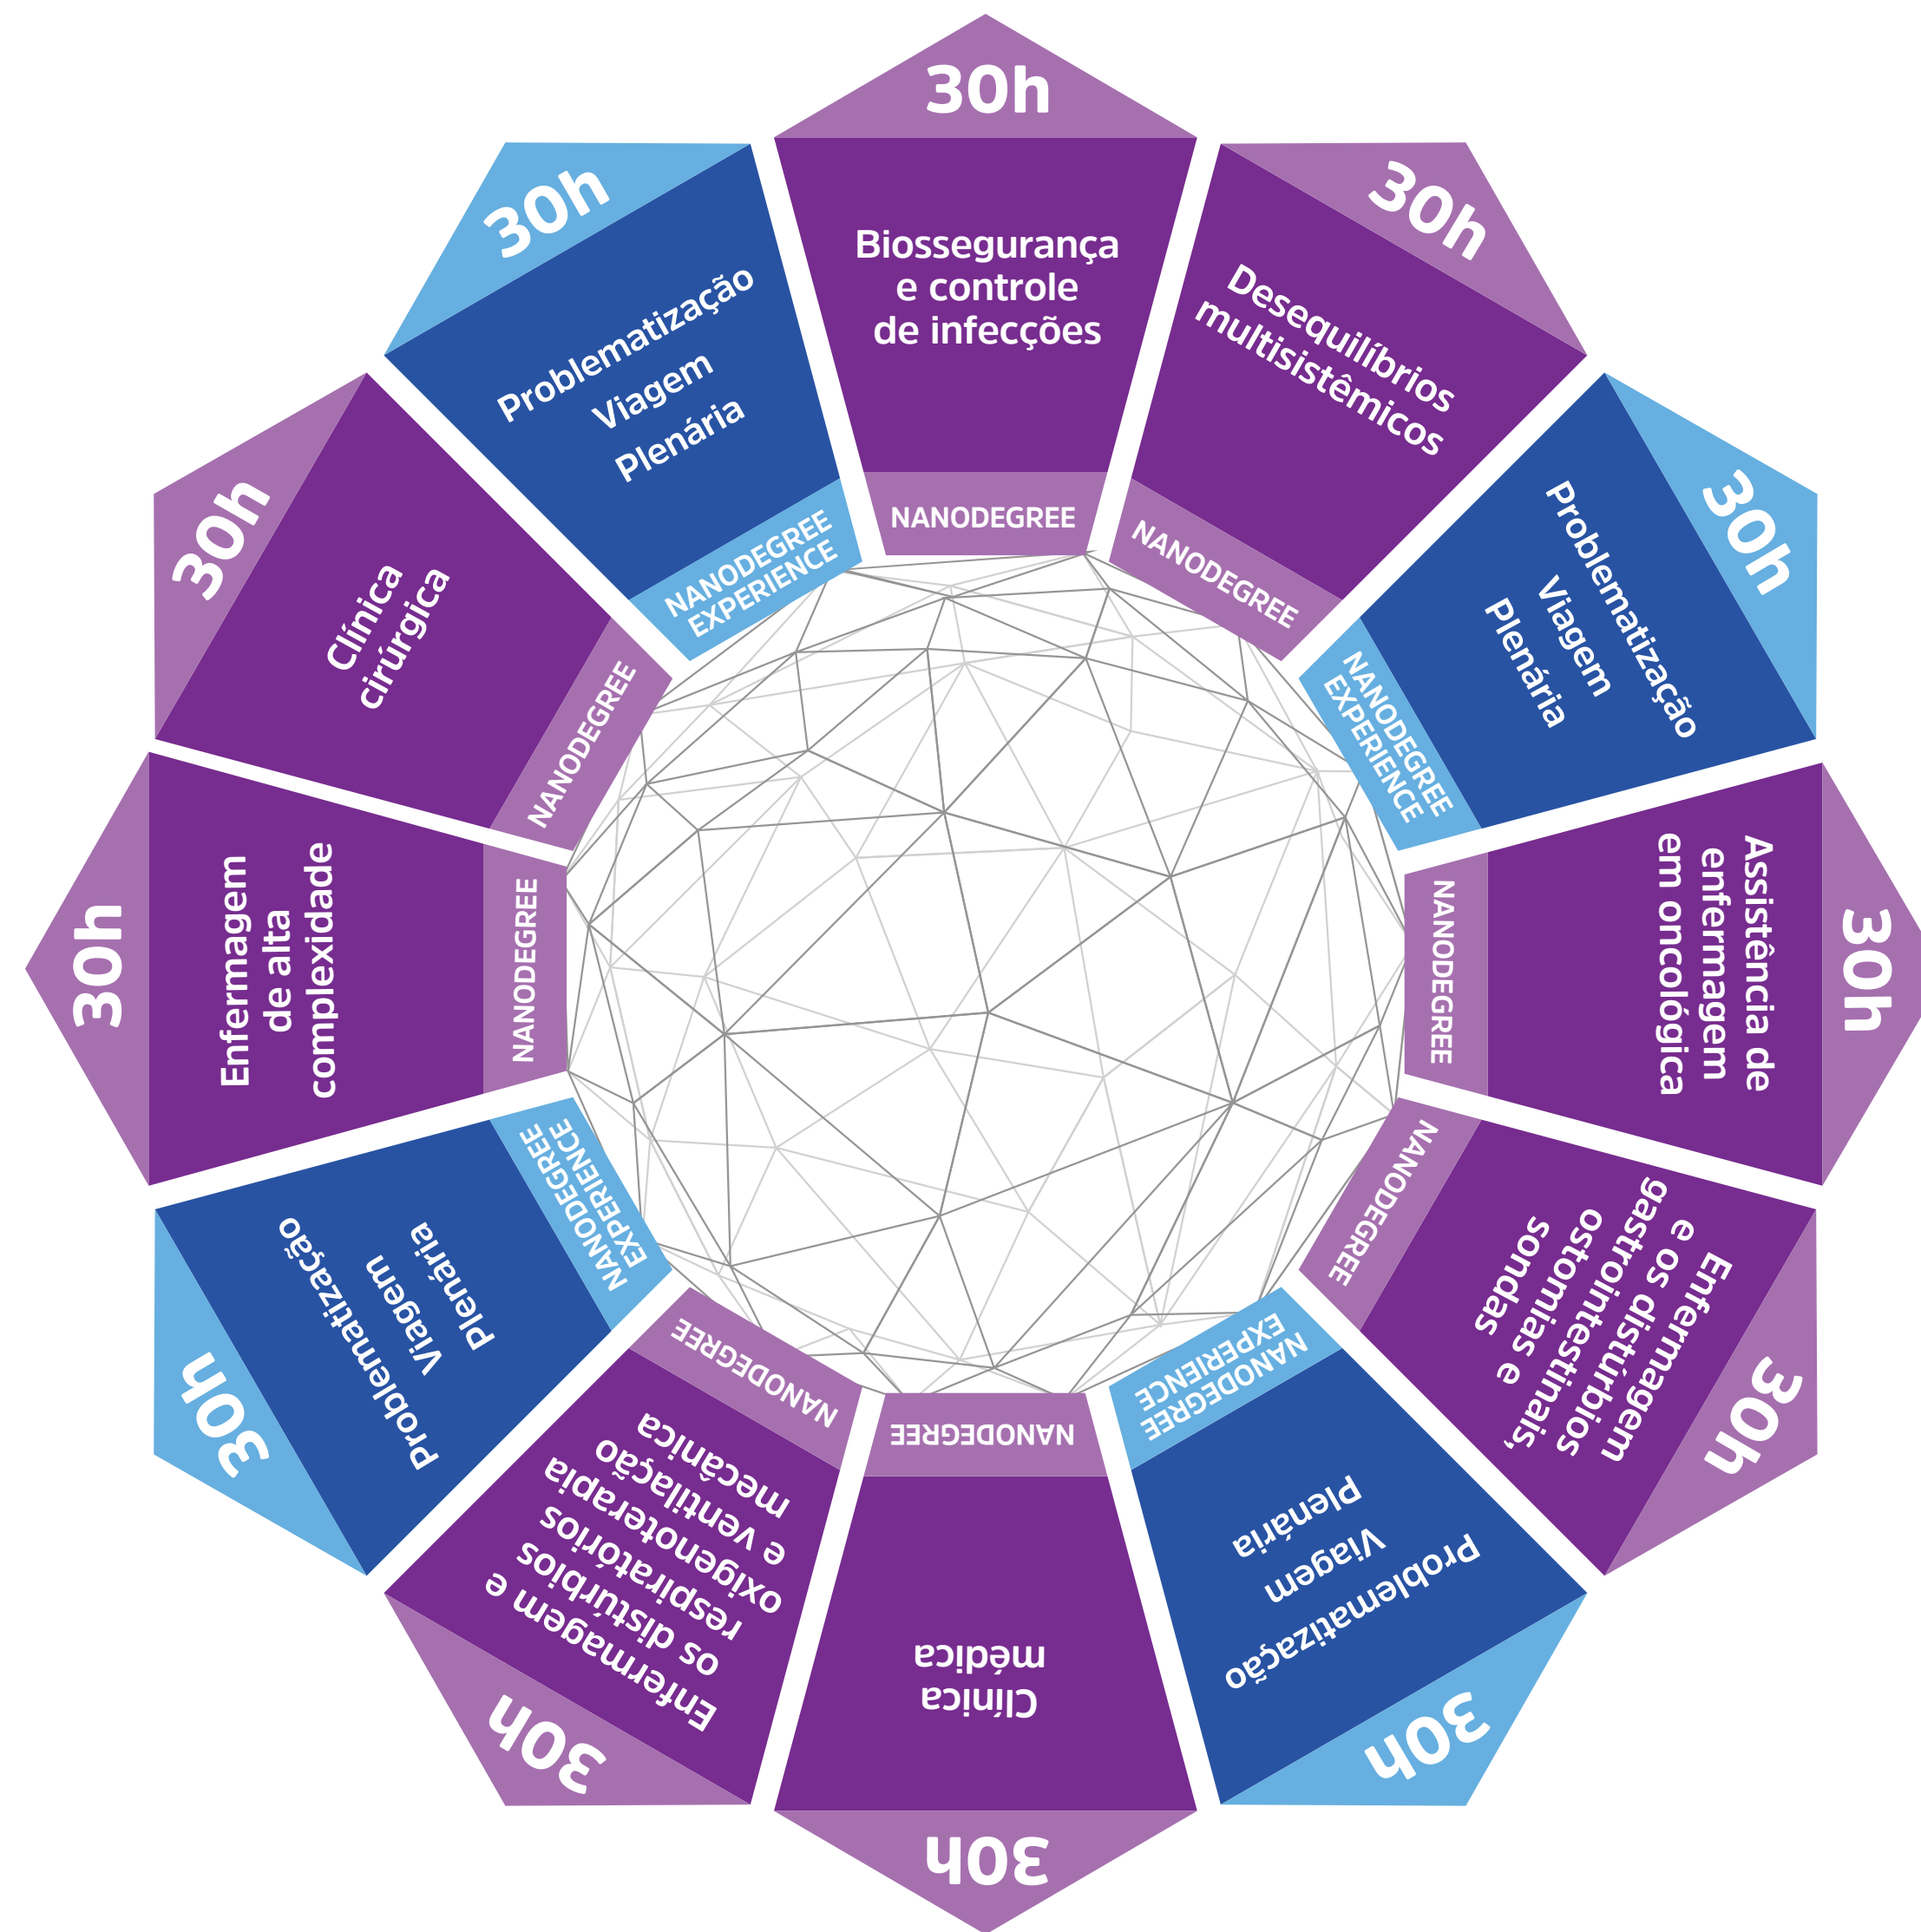 30h
Biossegurança
e controle
de infecções
NANODEGREE
30h
Desequilíbrios
multisistêmicos
NANODEGREE
30h
Problematização
Viagem
Plenária
NANODEGREE
EXPERIENCE
30h
Assistência de
enfermagem
em oncológica
NANODEGREE
30h
Enfermagem
e os distúrbios
gastrointestinais,
ostomias e
sondas
NANODEGREE
30h
Problematização
Viagem
Plenária
NANODEGREE
EXPERIENCE
30h
Clínica
médica
NANODEGREE
30h
Enfermagem e
os distúrbios
respiratórios
oxigenoterapia
e ventilação
mecânica
NANODEGREE
30h
Problematização
Viagem
Plenária
NANODEGREE
EXPERIENCE
30h
Enfermagem
de alta
complexidade
NANODEGREE
30h
Clínica
cirúrgica
NANODEGREE
30h
Problematização
Viagem
Plenária
NANODEGREE
EXPERIENCE